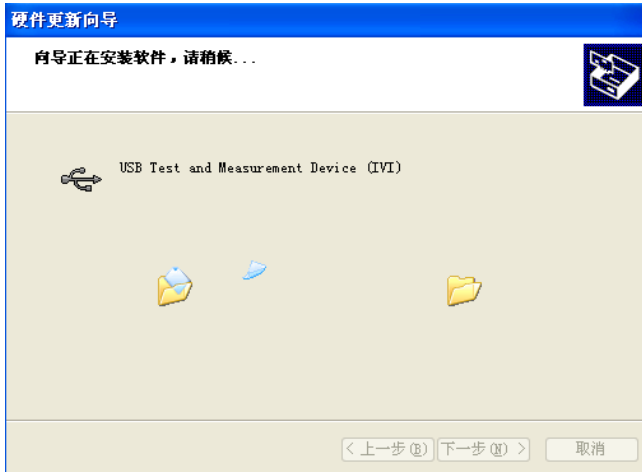 硬件更新向导
向导正在安装软件，请稍候...
USB Test and Measurement Device (IVI)
< 上一步(B) 下一步(N) > 取消